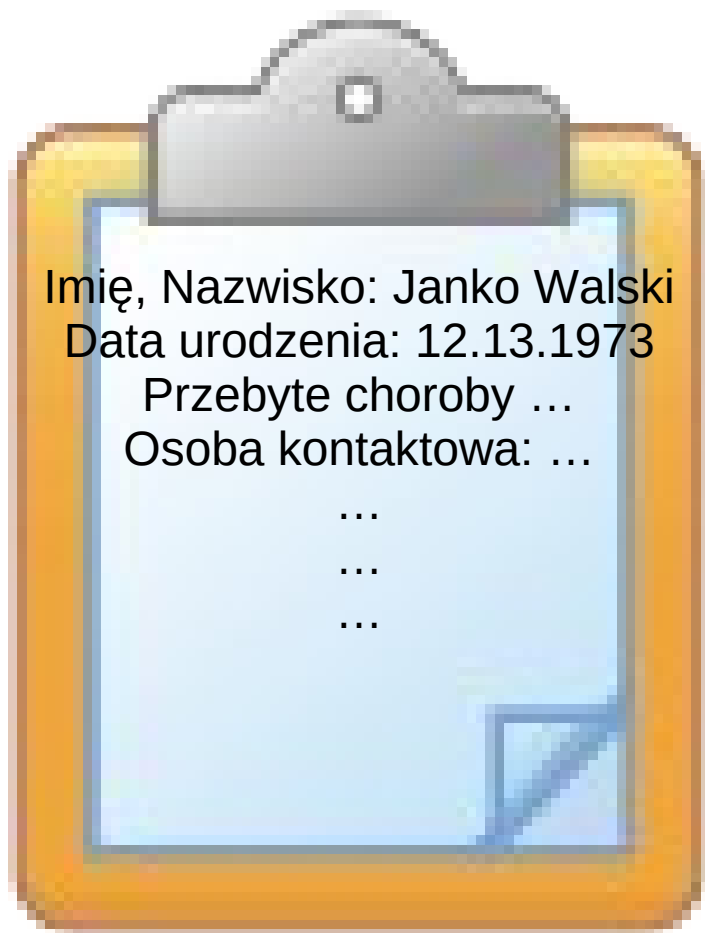 Imię, Nazwisko: Janko Walski
Data urodzenia: 12.13.1973
Przebyte choroby …
Osoba kontaktowa: …
…
…
…